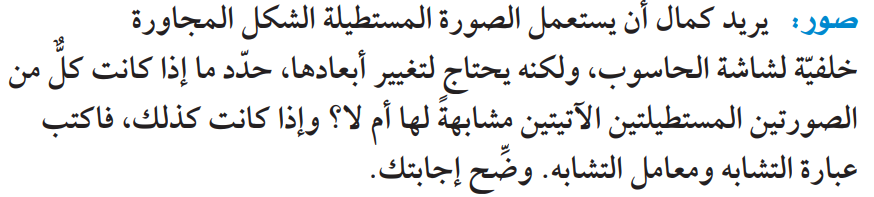 صور: يريد كمال أن يستعمل الصورة المستطيلة الشكل المجاورة
خلفيّة لشاشة الحاسوب، ولكنه يحتاج لتغيير أبعادها، حدّد ما إذا كانت كلٌّ من
الصورتين المستطيلتين الآتيتين مشابهةً لها أم لا؟ وإذا كانت كذلك، فاكتب
عبارة التشابه ومعامل التشابه. وضِّح إجابتك.